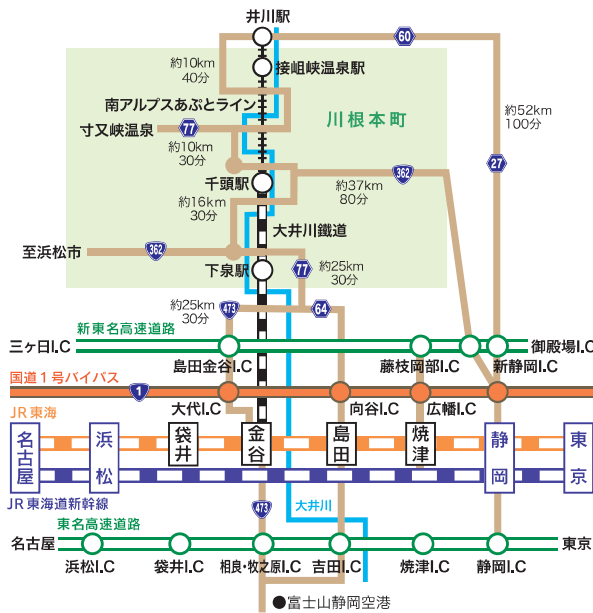 井川駅
60
約10km
40分
接岨峡温泉駅
南アルプスあぷとライン
川根本町
約52km
100分
寸又峡温泉
77
約10km
30分
27
千頭駅
約37km
80分
362
約16km
30分
大井川鐵道
至浜松市
362
下泉駅
77
約25km
30分
約25km
30分
473
64
新東名高速道路
三ヶ日I.C
御殿場I.C
島田金谷I.C
藤枝岡部I.C
新静岡I.C
国道1号バイパス
1
大代I.C
向谷I.C
広幡I.C
JR東海
名古屋
浜松
袋井
金谷
島田
焼津
静岡
東京
JR東海道新幹線
473
大井川
東名高速道路
名古屋
東京
浜松I.C
袋井I.C
相良・牧之原I.C
吉田I.C
焼津I.C
静岡I.C
●富士山静岡空港